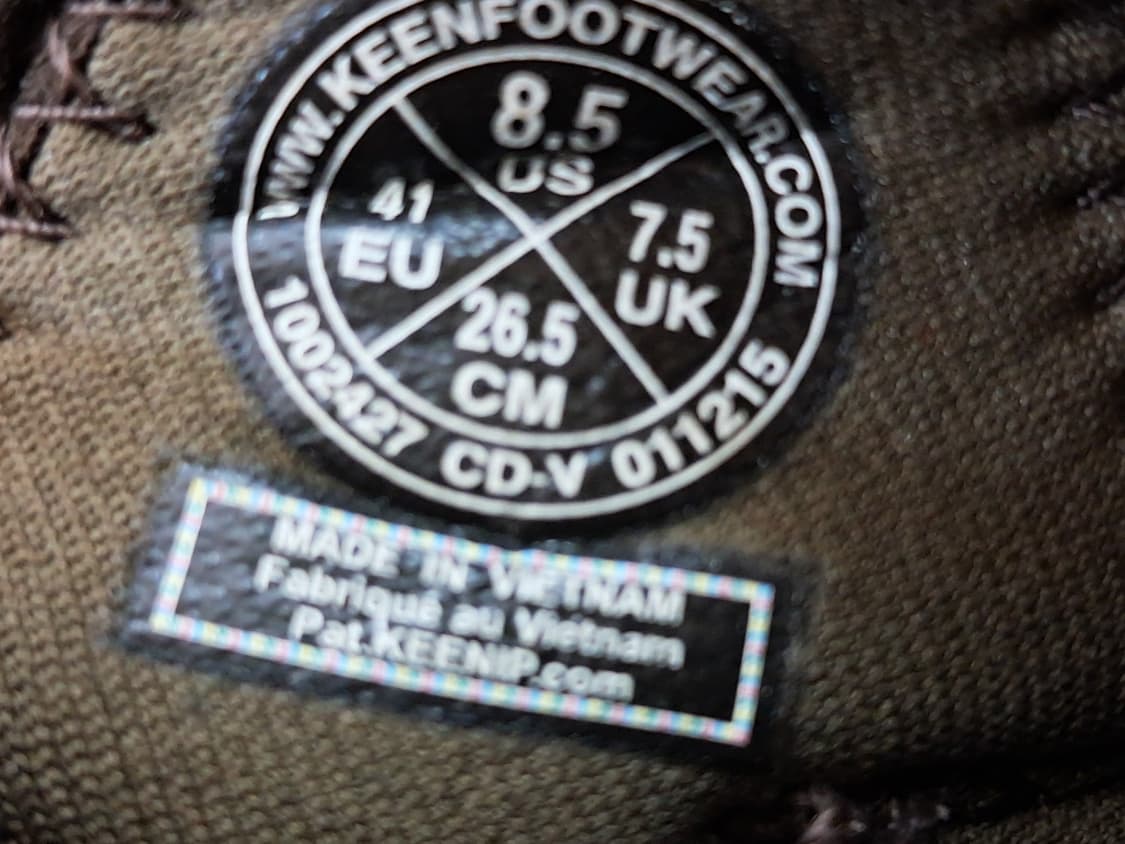 WWW.KEENFOOTWEAR.COM
8.5
US
41
EU
7.5
UK
26.5
CM
1002427 CD-V 011215
MADE IN VIETNAM
Fabriqué au Vietnam
Pat.KEENIP.com